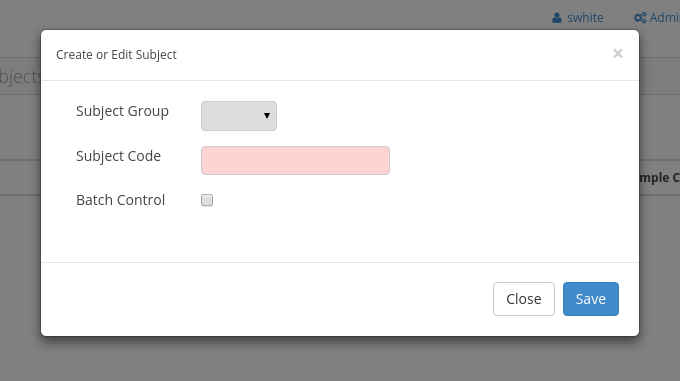 swhite Admi
bjects
Create or Edit Subject ×
Subject Group
Subject Code
Batch Control
mple C
Close Save